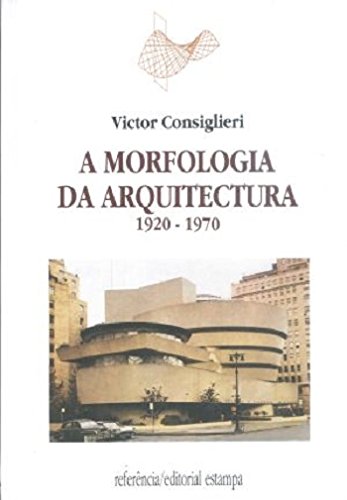 Victor Consiglieri
A MORFOLOGIA
DA ARQUITECTURA
1920 - 1970
referência/editorial estampa